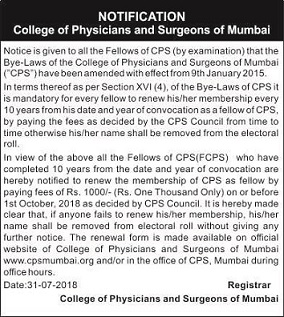 NOTIFICATION
College of Physicians and Surgeons of Mumbai
Notice is given to all the Fellows of CPS (by examination) that the
Bye-Laws of the College of Physicians and Surgeons of Mumbai
("CPS") have been amended with effect from 9th January 2015.
In terms thereof as per Section XVI (4), of the Bye-Laws of CPS it
is mandatory for every fellow to renew his/her membership every
10 years from his date and year of convocation as a fellow of CPS,
by paying the fees as decided by the CPS Council from time to
time otherwise his/her name shall be removed from the electoral
roll.
In view of the above all the Fellows of CPS(FCPS) who have
completed 10 years from the date and year of convocation are
hereby notified to renew the membership of CPS as fellow by
paying fees of Rs. 1000/- (Rs. One Thousand Only) on or before
1st October, 2018 as decided by CPS Council. It is hereby made
clear that, if anyone fails to renew his/her membership, his/her
name shall be removed from electoral roll without giving any
further notice. The renewal form is made available on official
website of College of Physicians and Surgeons of Mumbai
www.cpsmumbai.org and/or in the office of CPS, Mumbai during
office hours.
Date:31-07-2018 Registrar
College of Physicians and Surgeons of Mumbai